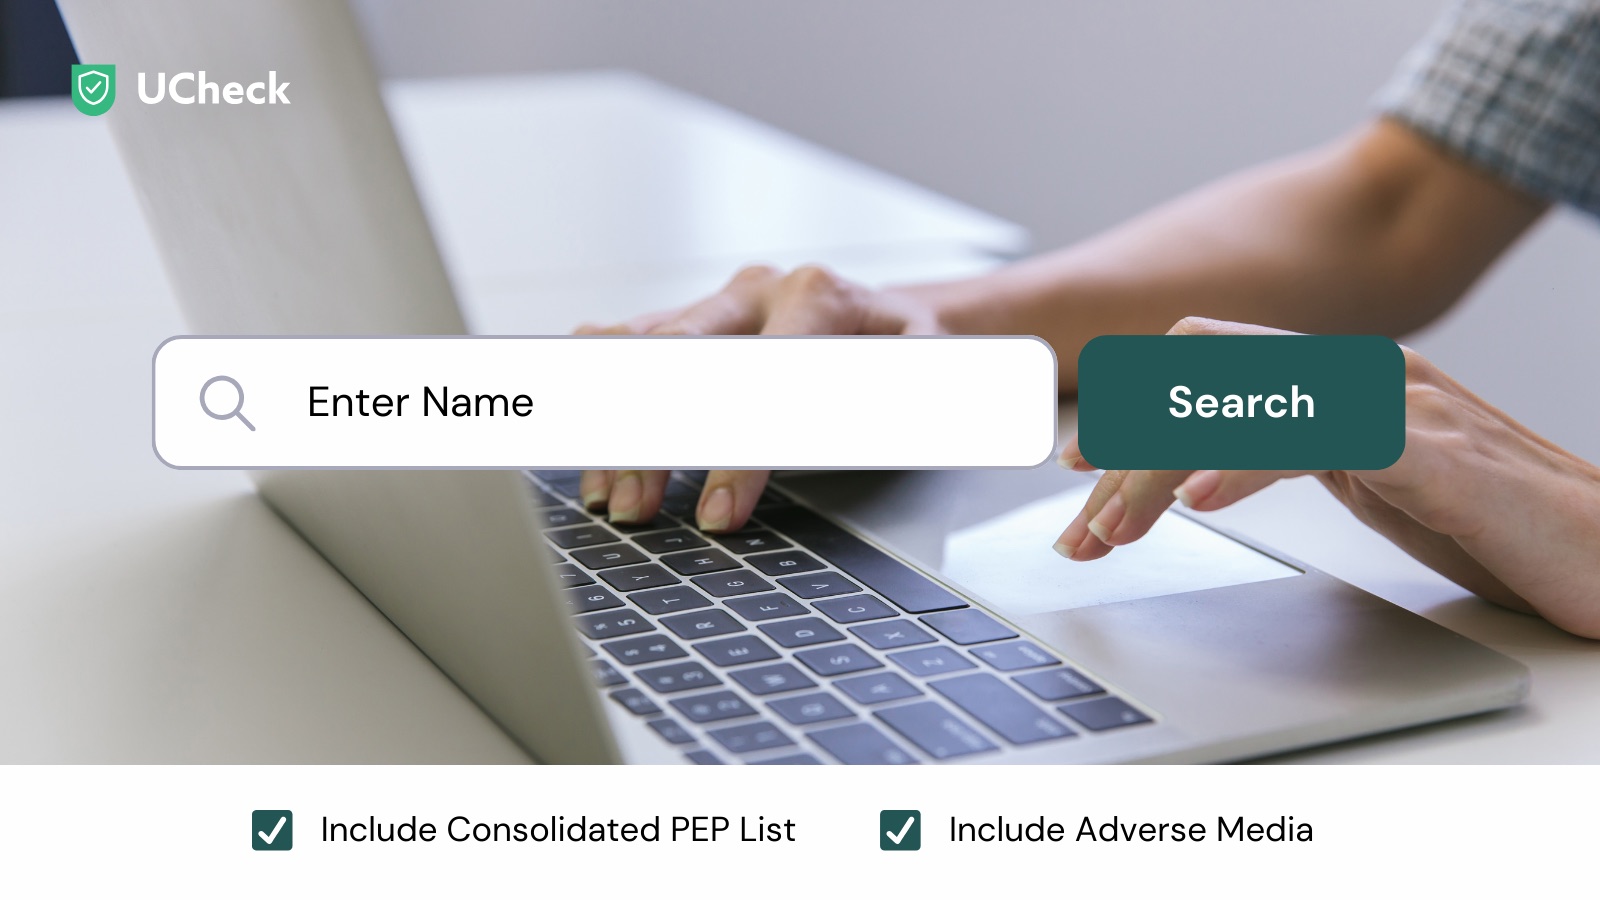 UCheck
Enter Name
Search
Include Consolidated PEP List
Include Adverse Media